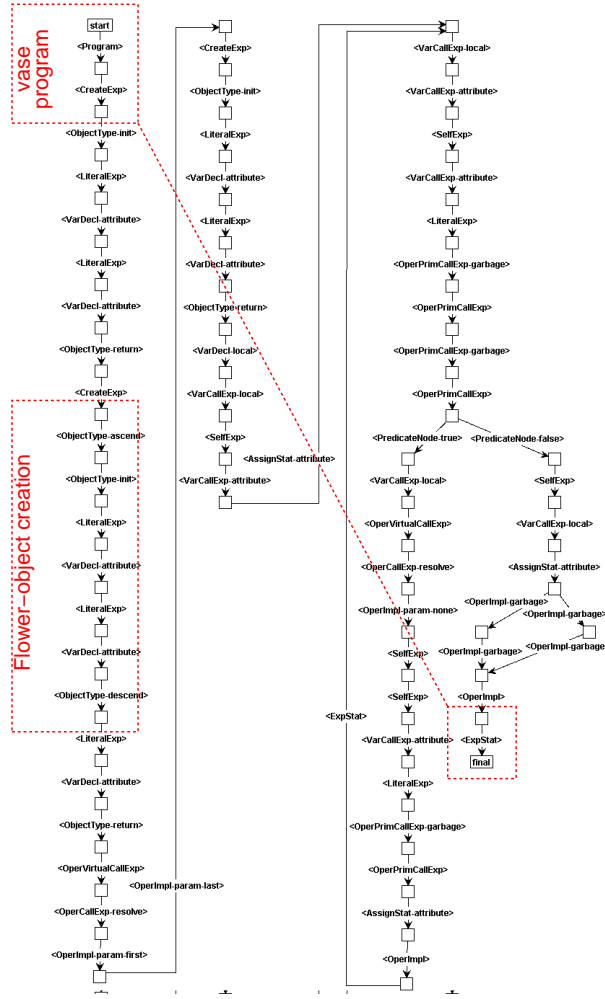 vase
program
start
<Program>
<CreateExp>
<ObjectType-init>
<LiteralExp>
<VarDecl-attribute>
<LiteralExp>
<VarDecl-attribute>
<ObjectType-return>
<CreateExp>
Flower-object creation
<ObjectType-ascend>
<ObjectType-init>
<LiteralExp>
<VarDecl-attribute>
<LiteralExp>
<VarDecl-attribute>
<ObjectType-descend>
<LiteralExp>
<VarDecl-attribute>
<ObjectType-return>
<OperVirtualCallExp>
<OperCallExp-resolve>
<OperImpl-param-first>
<OperImpl-param-last>
<CreateExp>
<ObjectType-init>
<LiteralExp>
<VarDecl-attribute>
<LiteralExp>
<VarDecl-attribute>
<ObjectType-return>
<VarDecl-local>
<VarCallExp-local>
<SelfExp>
<VarCallExp-attribute>
<AssignStat-attribute>
<VarCallExp-local>
<VarCallExp-attribute>
<SelfExp>
<VarCallExp-attribute>
<LiteralExp>
<OperPrimCallExp-garbage>
<OperPrimCallExp>
<OperPrimCallExp-garbage>
<OperPrimCallExp>
<PredicateNode-true>
<VarCallExp-local>
<OperVirtualCallExp>
<OperCallExp-resolve>
<OperImpl-param-none>
<SelfExp>
<SelfExp>
<VarCallExp-attribute>
<LiteralExp>
<OperPrimCallExp-garbage>
<OperPrimCallExp>
<AssignStat-attribute>
<OperImpl>
<ExpStat>
<PredicateNode-false>
<SelfExp>
<VarCallExp-local>
<AssignStat-attribute>
<OperImpl-garbage>
<OperImpl-garbage>
<OperImpl-garbage>
<OperImpl-garbage>
<OperImpl>
<ExpStat>
final